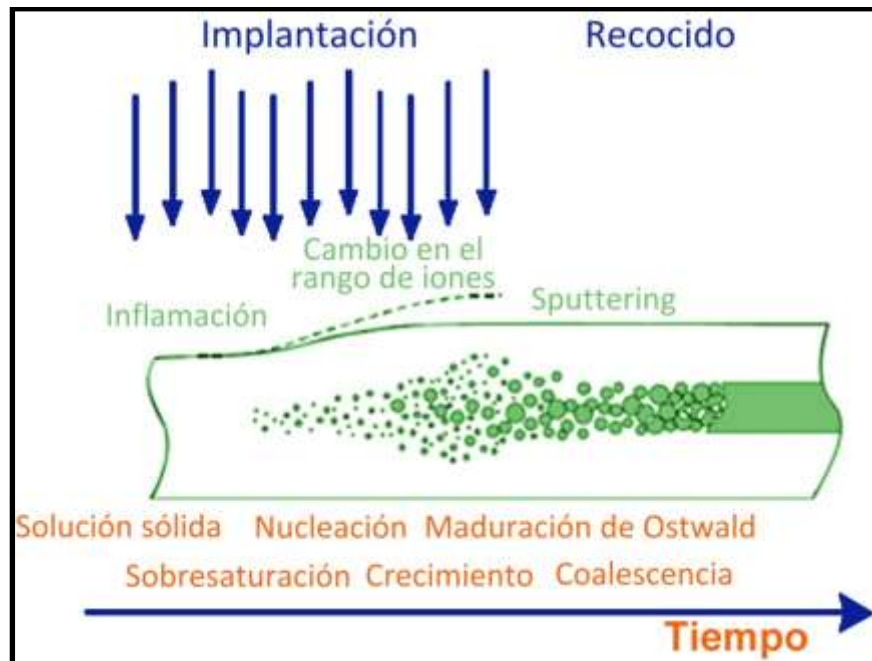 Implantación
Recocido
Cambio en el
rango de iones
Inflamación
Sputtering
Solución sólida
Nucleación
Maduración de Ostwald
Sobresaturación
Crecimiento
Coalescencia
Tiempo